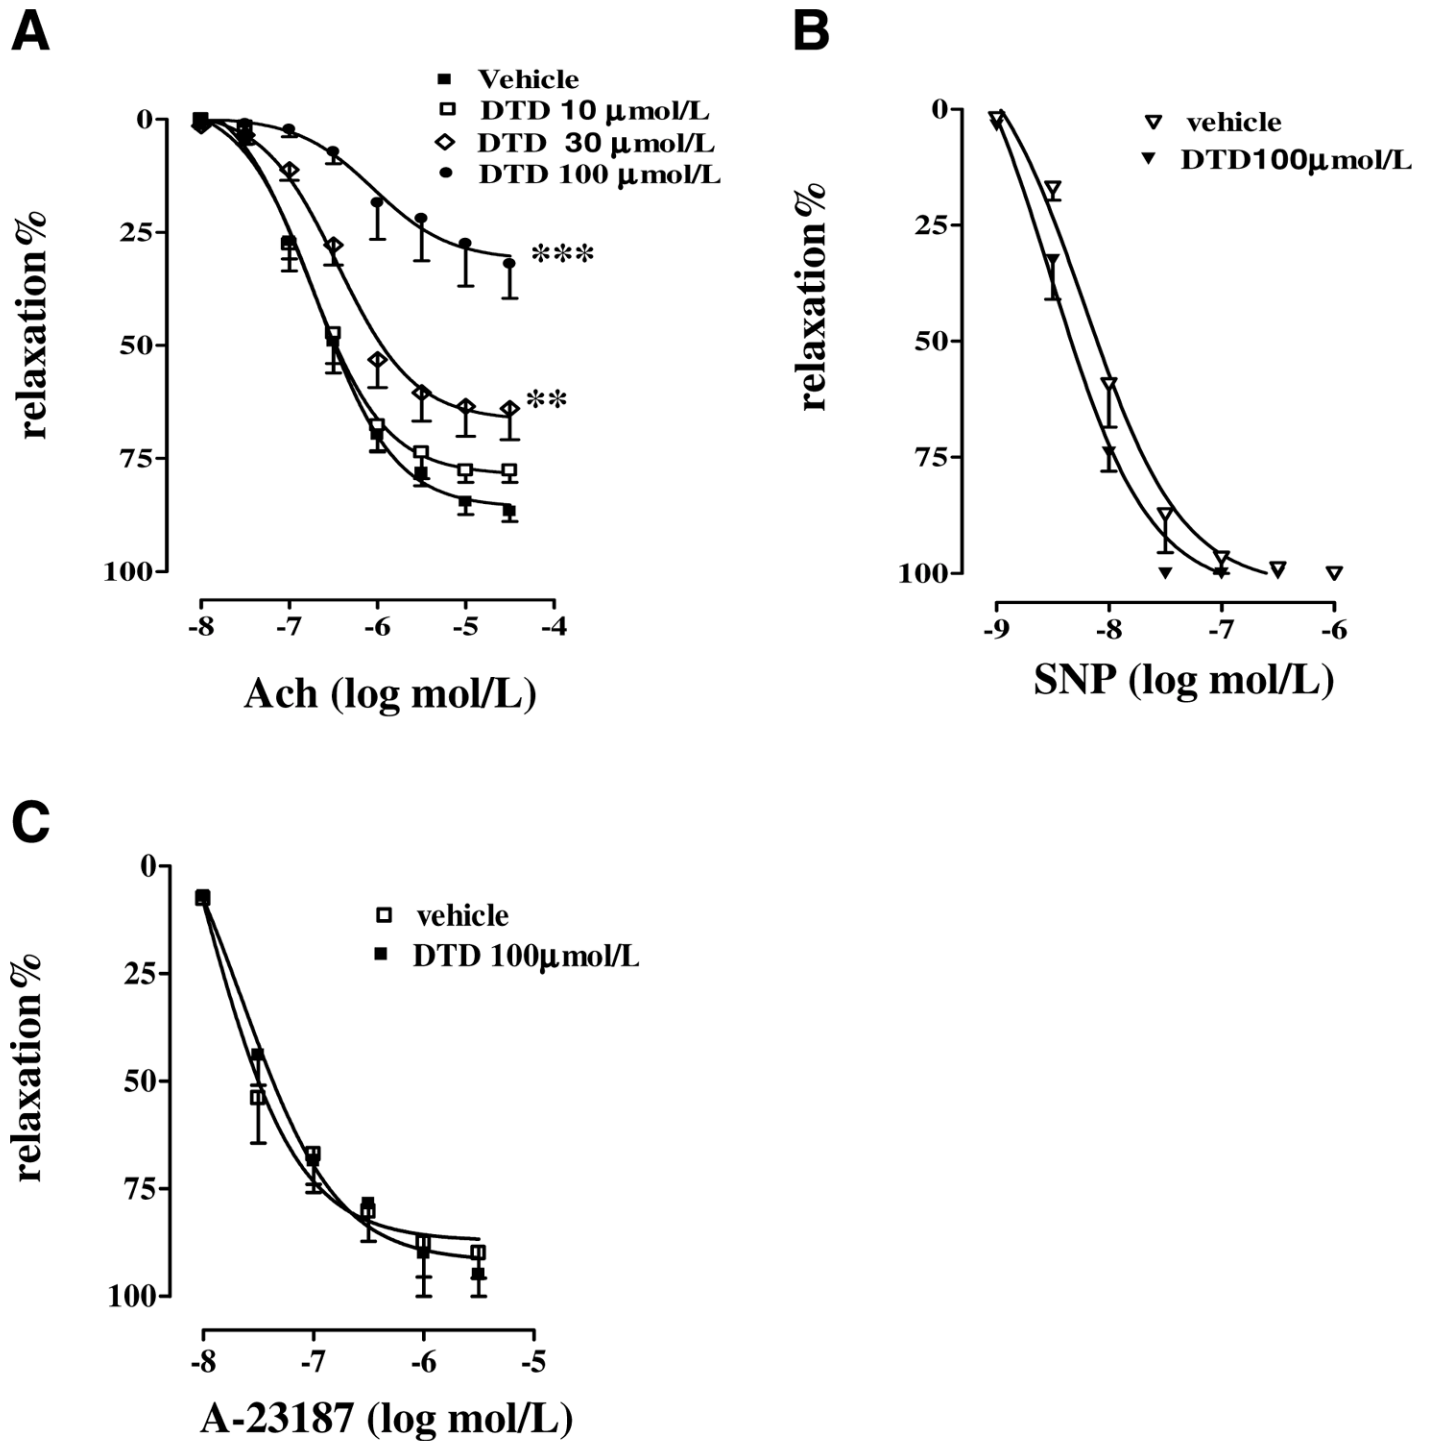 A
Vehicle
DTD 10 μmol/L
DTD 30 μmol/L
DTD 100 μmol/L
0
25
50
75
100
relaxation%
***
**
-8 -7 -6 -5 -4
Ach (log mol/L)
B
vehicle
DTD100μmol/L
0
25
50
75
100
relaxation%
-9 -8 -7 -6
SNP (log mol/L)
C
vehicle
DTD 100μmol/L
0
25
50
75
100
relaxation%
-8 -7 -6 -5
A-23187 (log mol/L)